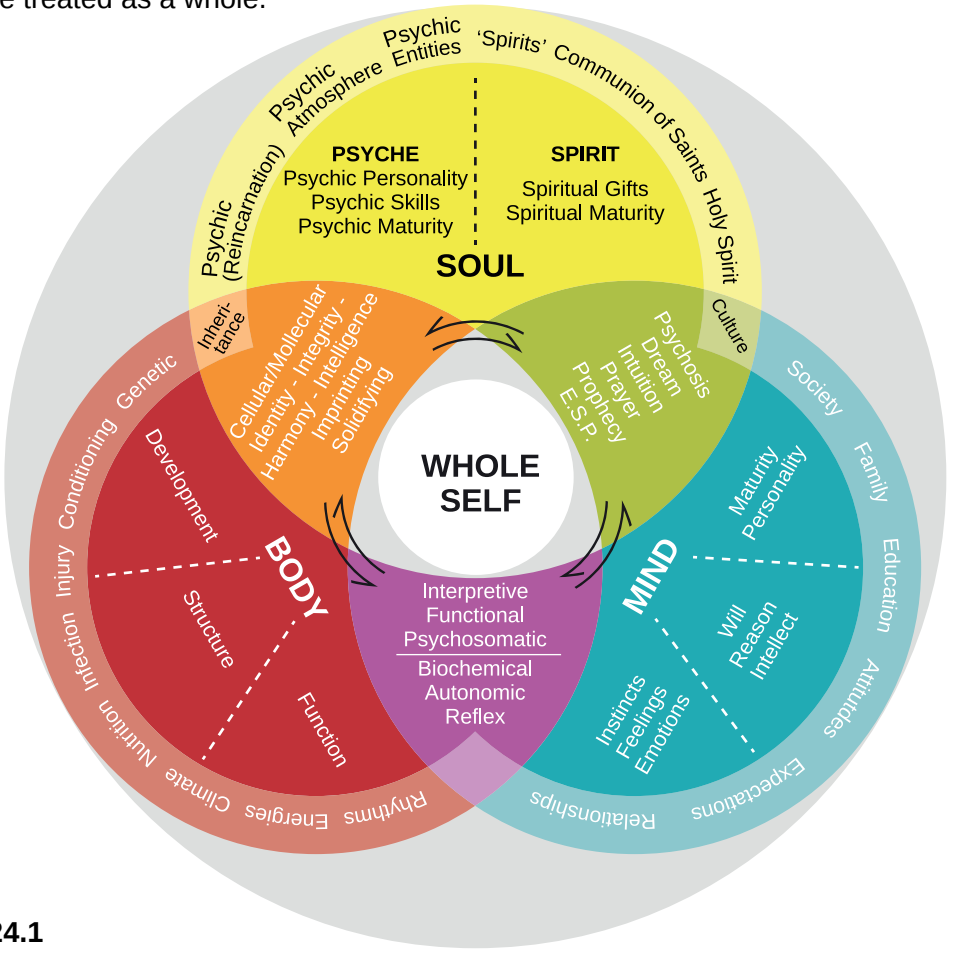 e treated as a whole.
Psychic
(Reincarnation)
Psychic
Atmosphere
Psychic
Entities
‘Spirits’ Communion of Saints Holy Spirit
PSYCHE
Psychic Personality
Psychic Skills
Psychic Maturity
SPIRIT
Spiritual Gifts
Spiritual Maturity
SOUL
Inheri-
tance
Culture
Cellular/Mollecular
Identity - Integrity -
Harmony - Intelligence
Imprinting
Solidifying
Psychosis
Dream
Intuition
Prayer
Prophecy
E.S.P.
WHOLE
SELF
BODY
Development
Structure
Function
Genetic
Conditioning
Injury
Infection
Nutrition
Climate
Energies
Rhythms
MIND
Maturity
Personality
Will
Reason
Intellect
Instincts
Feelings
Emotions
Society
Family
Education
Attitutdes
Expectations
Relationships
Interpretive
Functional
Psychosomatic
Biochemical
Autonomic
Reflex
24.1